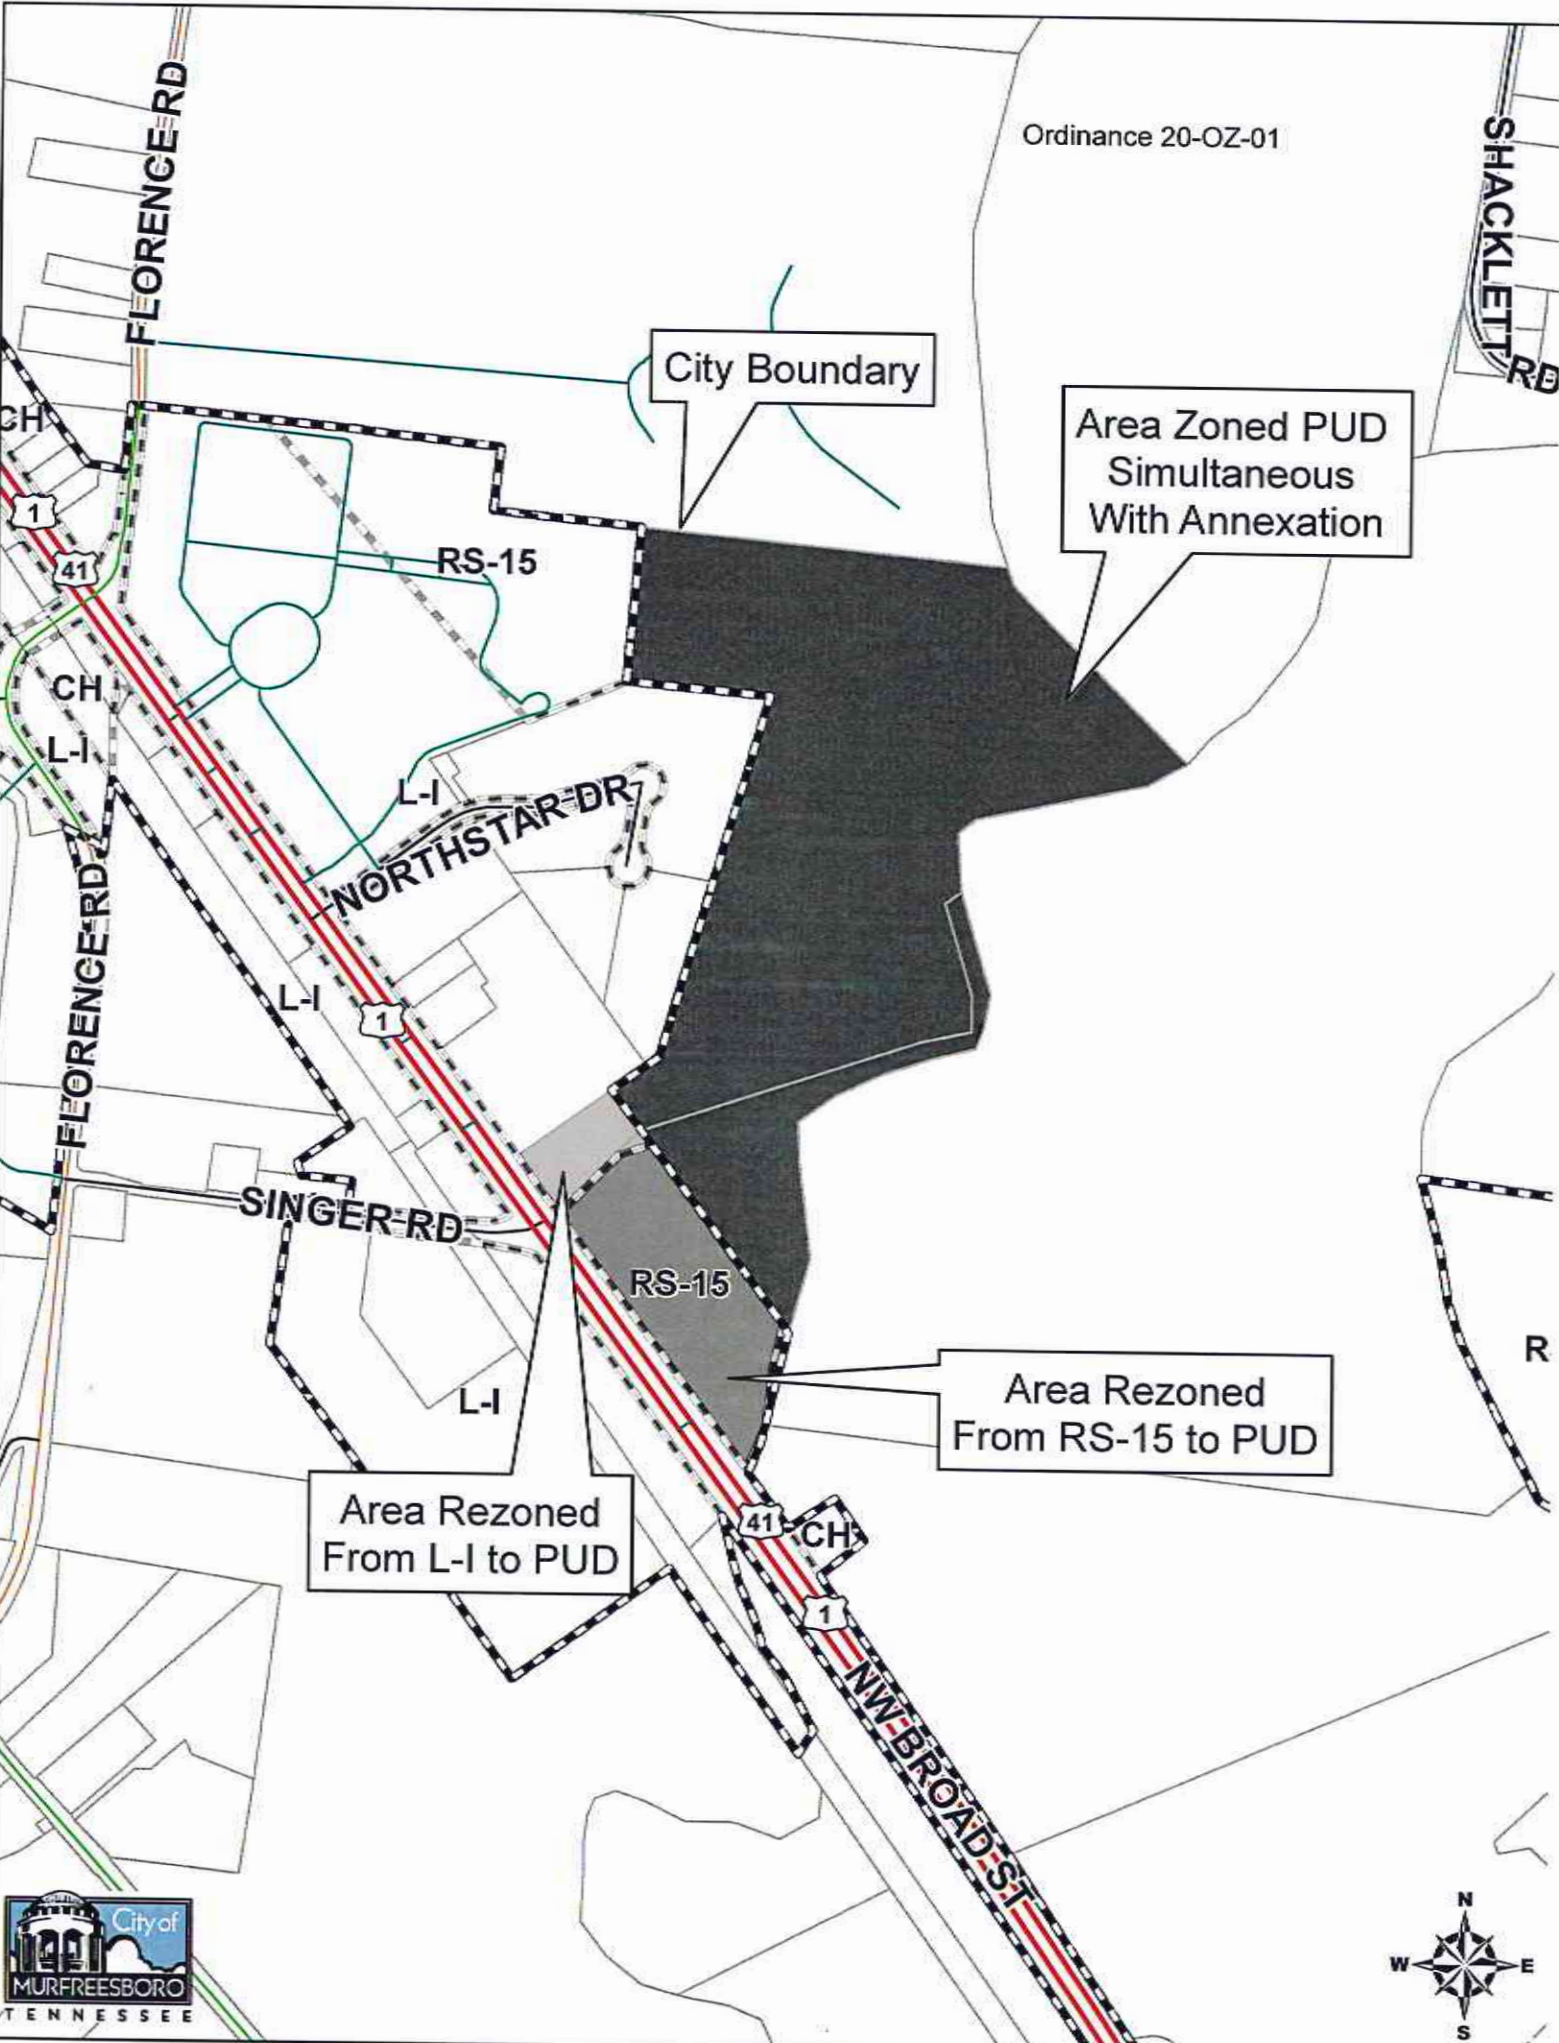 FLORENCE RD
Ordinance 20-OZ-01
SHACKLETT RD
City Boundary
Area Zoned PUD
Simultaneous
With Annexation
CH
1
41
RS-15
CH
L-I
L-I
NORTHSTAR DR
FLORENCE RD
L-I
1
SINGER RD
RS-15
R
Area Rezoned
From RS-15 to PUD
L-I
Area Rezoned
From L-I to PUD
41
CH
1
NW BROAD ST
City of
MURFREESBORO
TENNESSEE
N
W
E
S